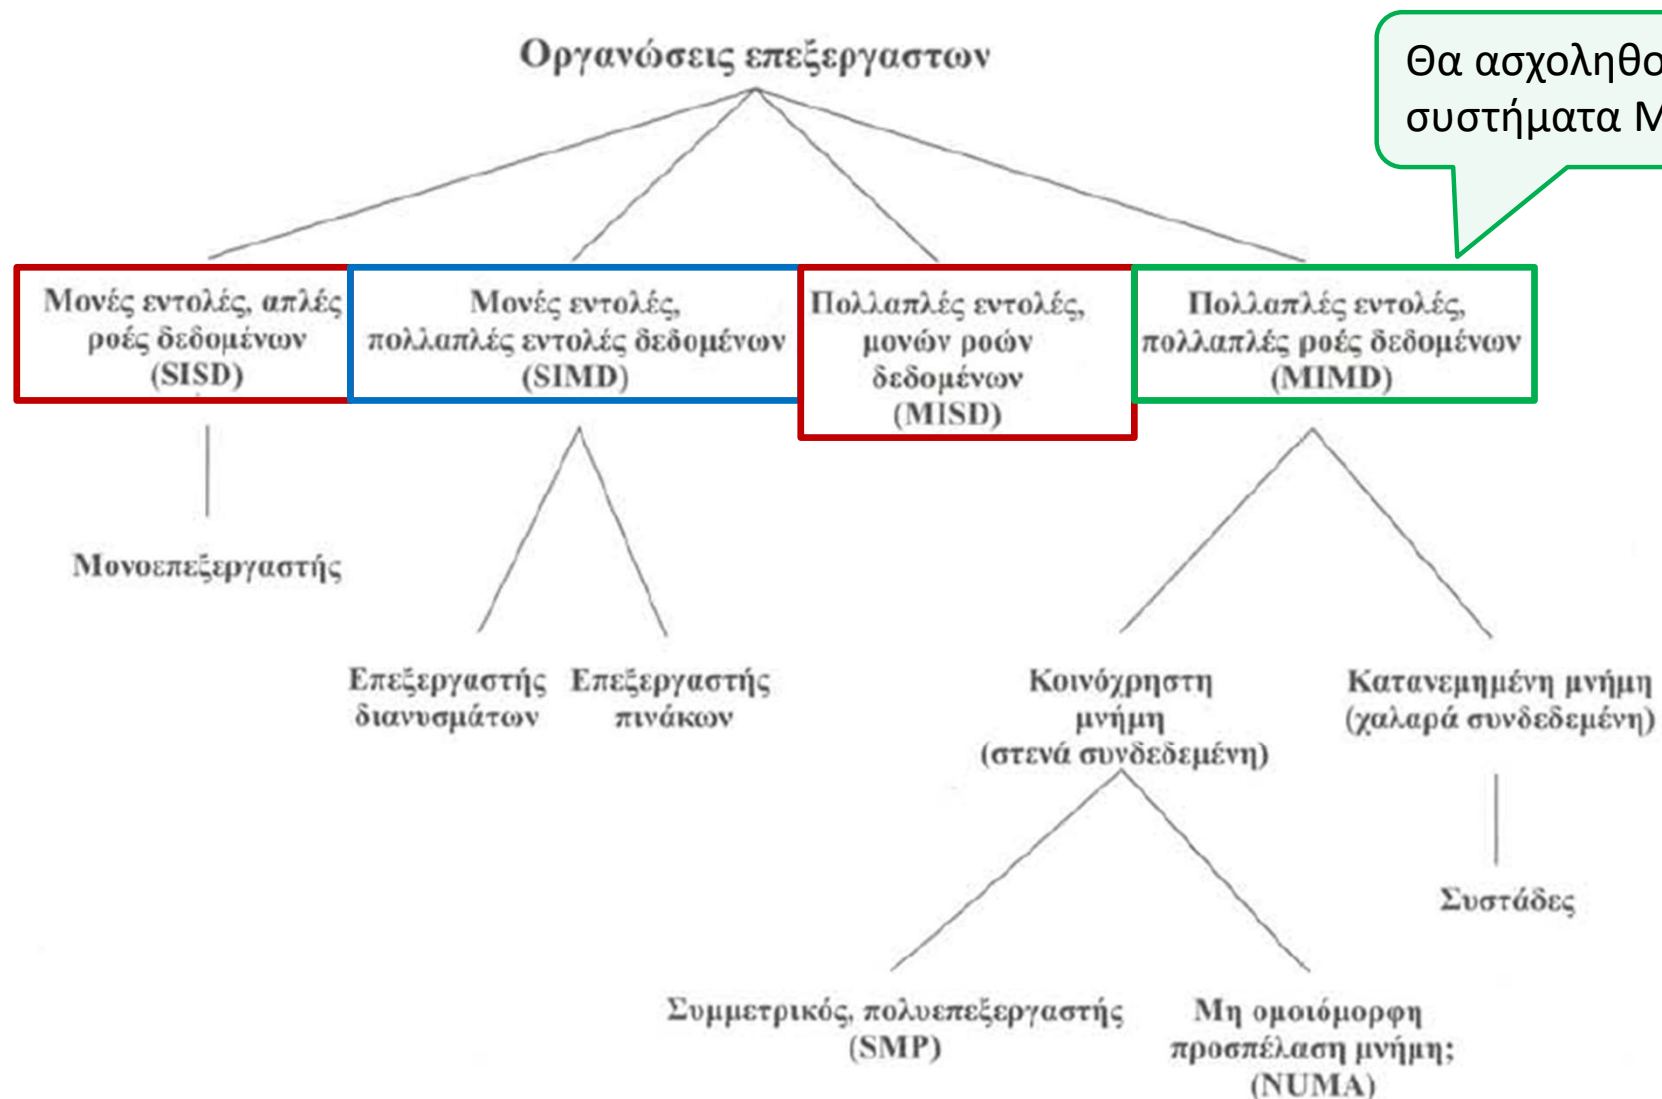 Οργανώσεις επεξεργαστων
Θα
συστήματα
Μονές εντολές, απλές
ροές δεδομένων
(SISD)
Μονές εντολές,
πολλαπλές εντολές δεδομένων
(SIMD)
Πολλαπλές εντολές,
μονών ροών
δεδομένων
(MISD)
Πολλαπλές εντολές,
πολλαπλές ροές δεδομένων
(MIMD)
Μονοεπεξεργαστής
Επεξεργαστής
διανυσμάτων
Επεξεργαστής
πινάκων
Κοινόχρηστη
μνήμη
(στενά συνδεδεμένη)
Κατανεμημένη μνήμη
(χαλαρά συνδεδεμένη)
Συστάδες
Συμμετρικός, πολυεπεξεργαστής
(SMP)
Μη ομοιόμορφη
προσπέλαση μνήμη;
(NUMA)